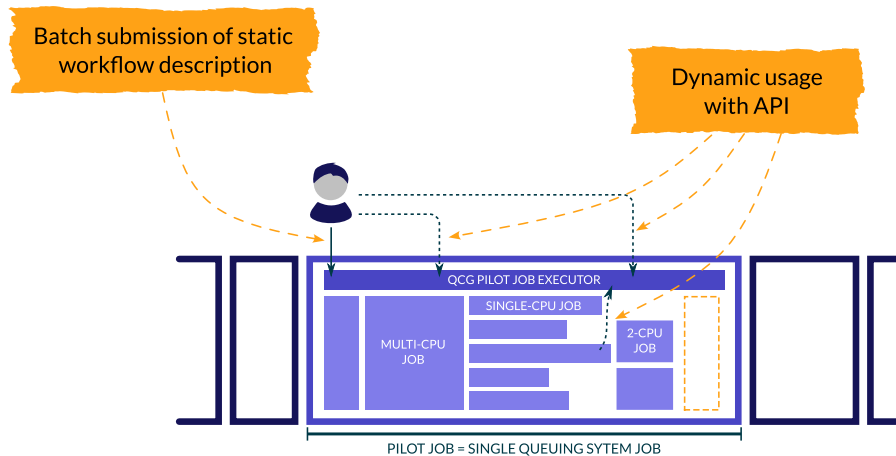 Batch submission of static
workflow description
Dynamic usage
with API
QCG PILOT JOB EXECUTOR
SINGLE-CPU JOB
MULTI-CPU
JOB
2-CPU
JOB
PILOT JOB = SINGLE QUEUING SYTEM JOB